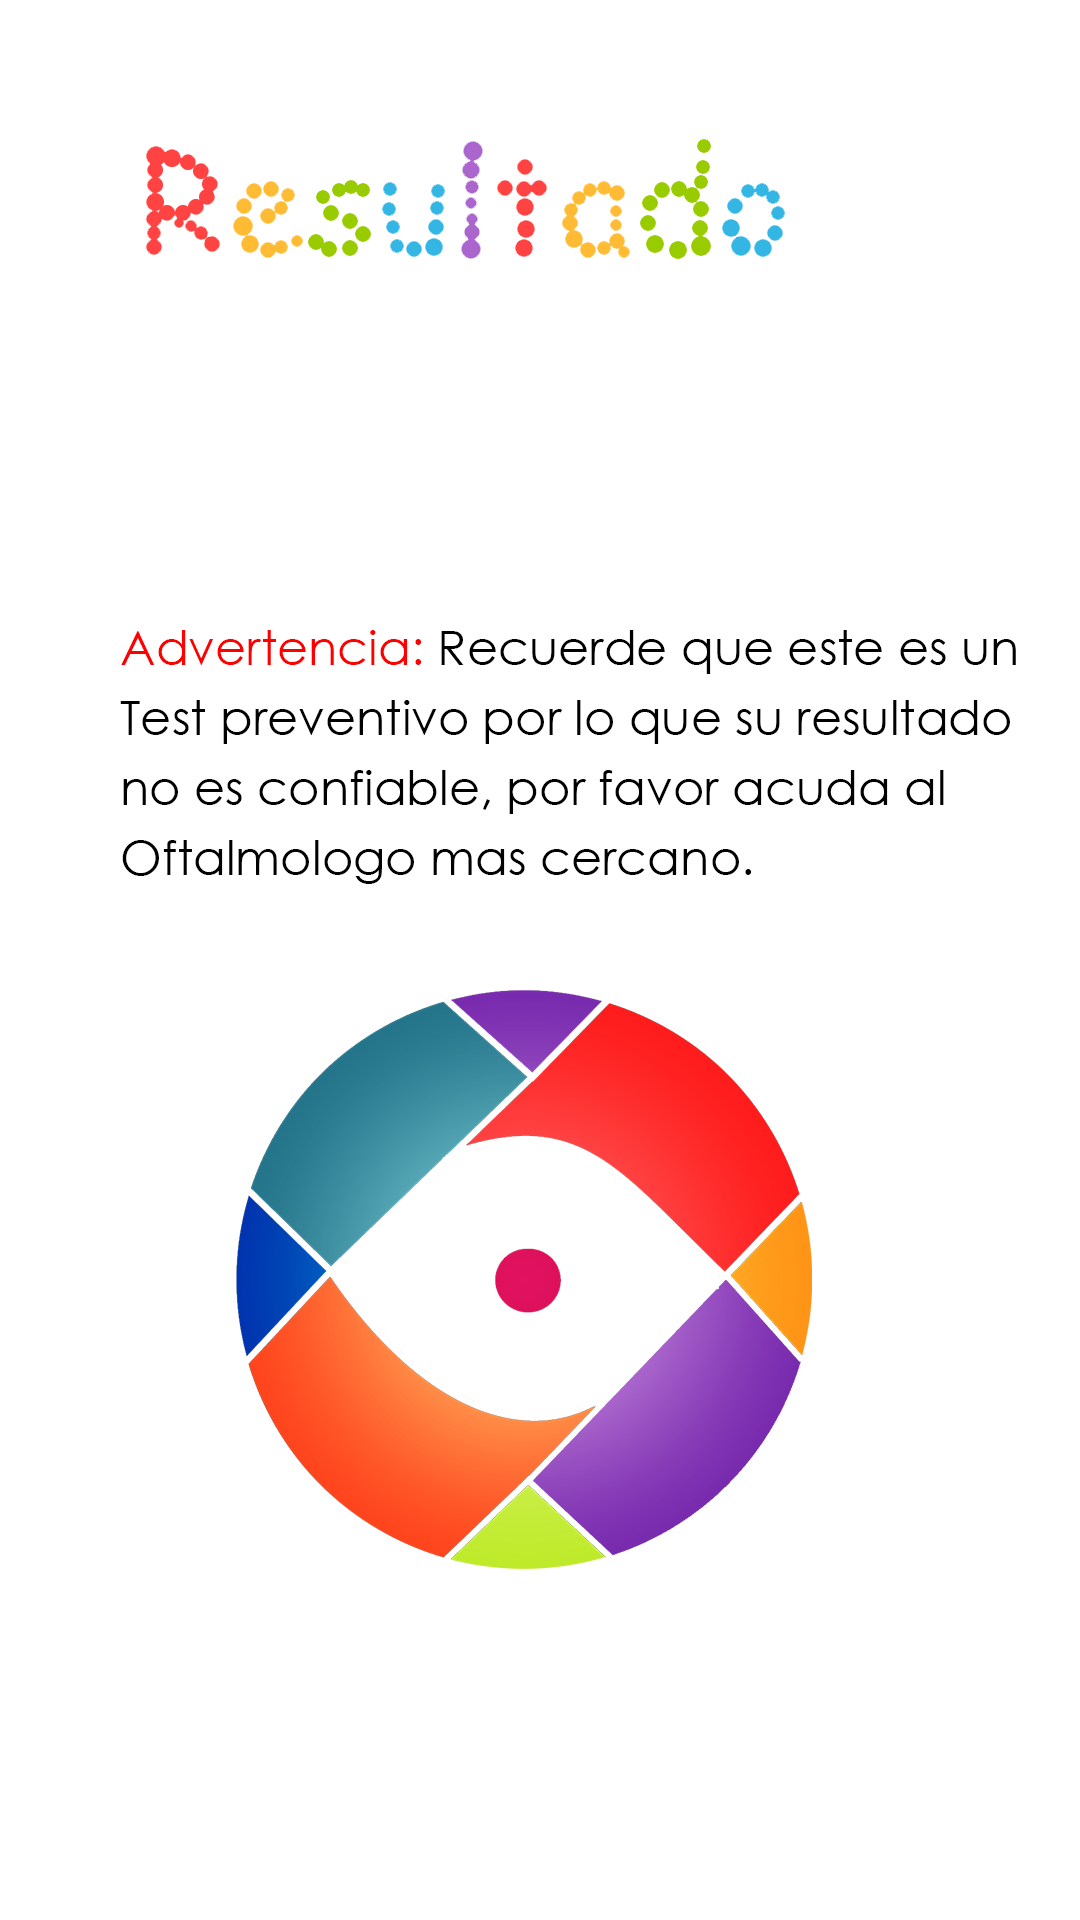 Resultado
Advertencia: Recuerde que este es un
Test preventivo por lo que su resultado
no es confiable, por favor acuda al
Oftalmologo mas cercano.